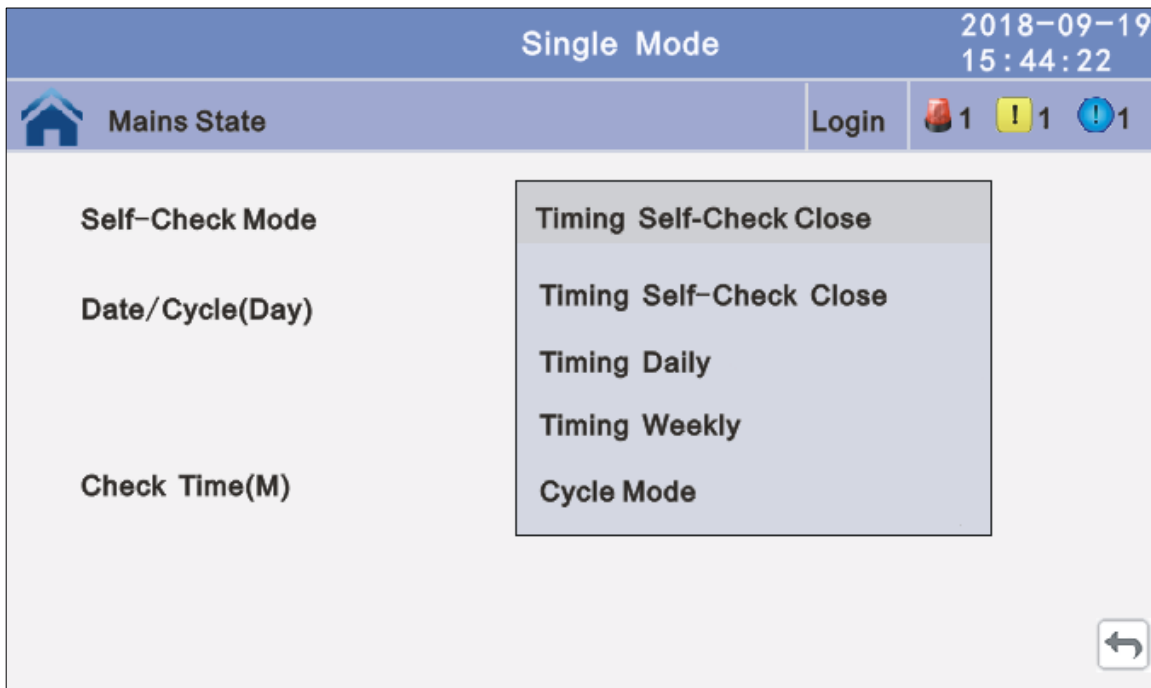 Single Mode
2018-09-19
15:44:22
Mains State
Login
1
! 1
! 1
Self-Check Mode
Timing Self-Check Close
Date/Cycle(Day)
Timing Self-Check Close
Timing Daily
Timing Weekly
Check Time(M)
Cycle Mode